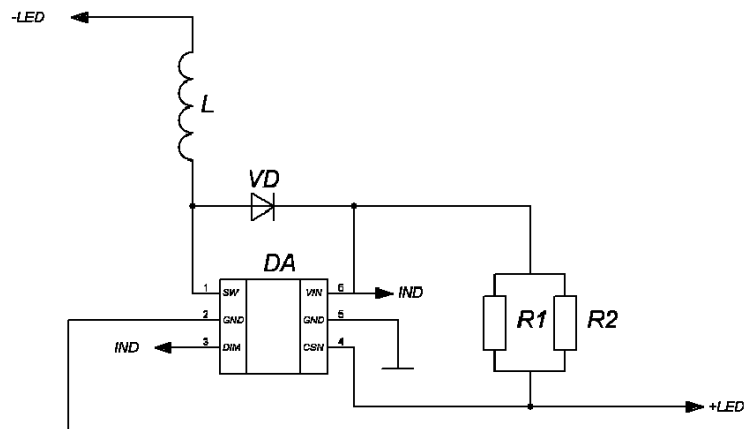 -LED
L
VD
DA
1 SW VIN 6 IND
2 GND GND 5
IND 3 DIM CSN 4
R1 R2
+LED